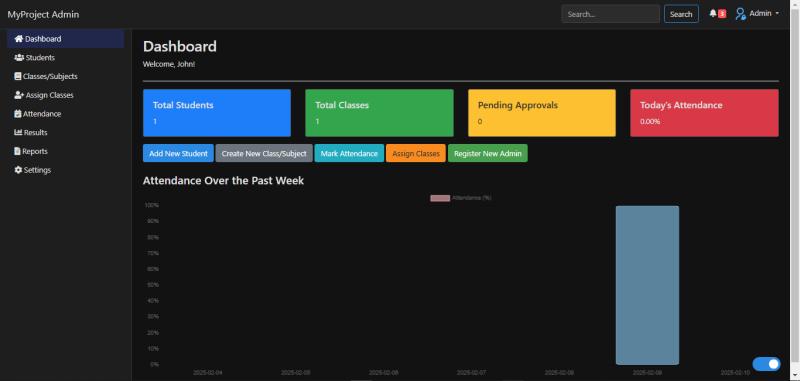 MyProject Admin
Search...
Search
3
Admin
Dashboard
Students
Classes/Subjects
Assign Classes
Attendance
Results
Reports
Settings
Dashboard
Welcome, John!
Total Students
1
Total Classes
1
Pending Approvals
0
Today's Attendance
0.00%
Add New Student
Create New Class/Subject
Mark Attendance
Assign Classes
Register New Admin
Attendance Over the Past Week
Attendance (%)
100%
90%
80%
70%
60%
50%
40%
30%
20%
10%
0%
2025-02-04
2025-02-05
2025-02-06
2025-02-07
2025-02-08
2025-02-09
2025-02-10